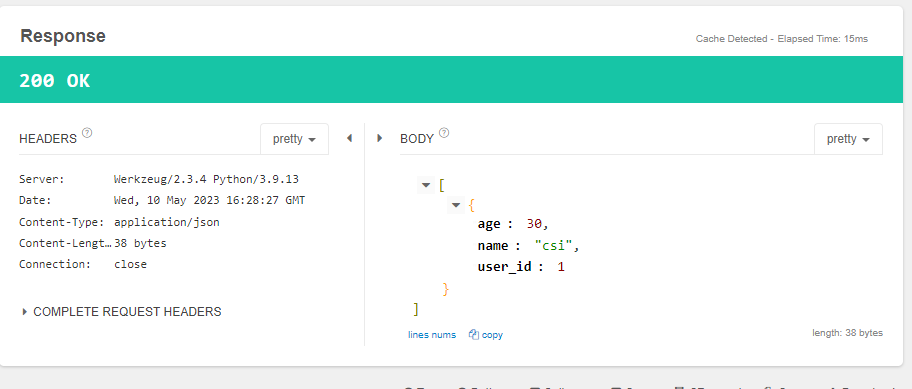 Response
Cache Detected - Elapsed Time: 15ms
200 OK
HEADERS ?
pretty
Server: Werkzeug/2.3.4 Python/3.9.13
Date: Wed, 10 May 2023 16:28:27 GMT
Content-Type: application/json
Content-Lengt… 38 bytes
Connection: close
COMPLETE REQUEST HEADERS
BODY ?
pretty
[
{
age : 30,
name : "csi",
user_id : 1
}
]
lines nums copy
length: 38 bytes